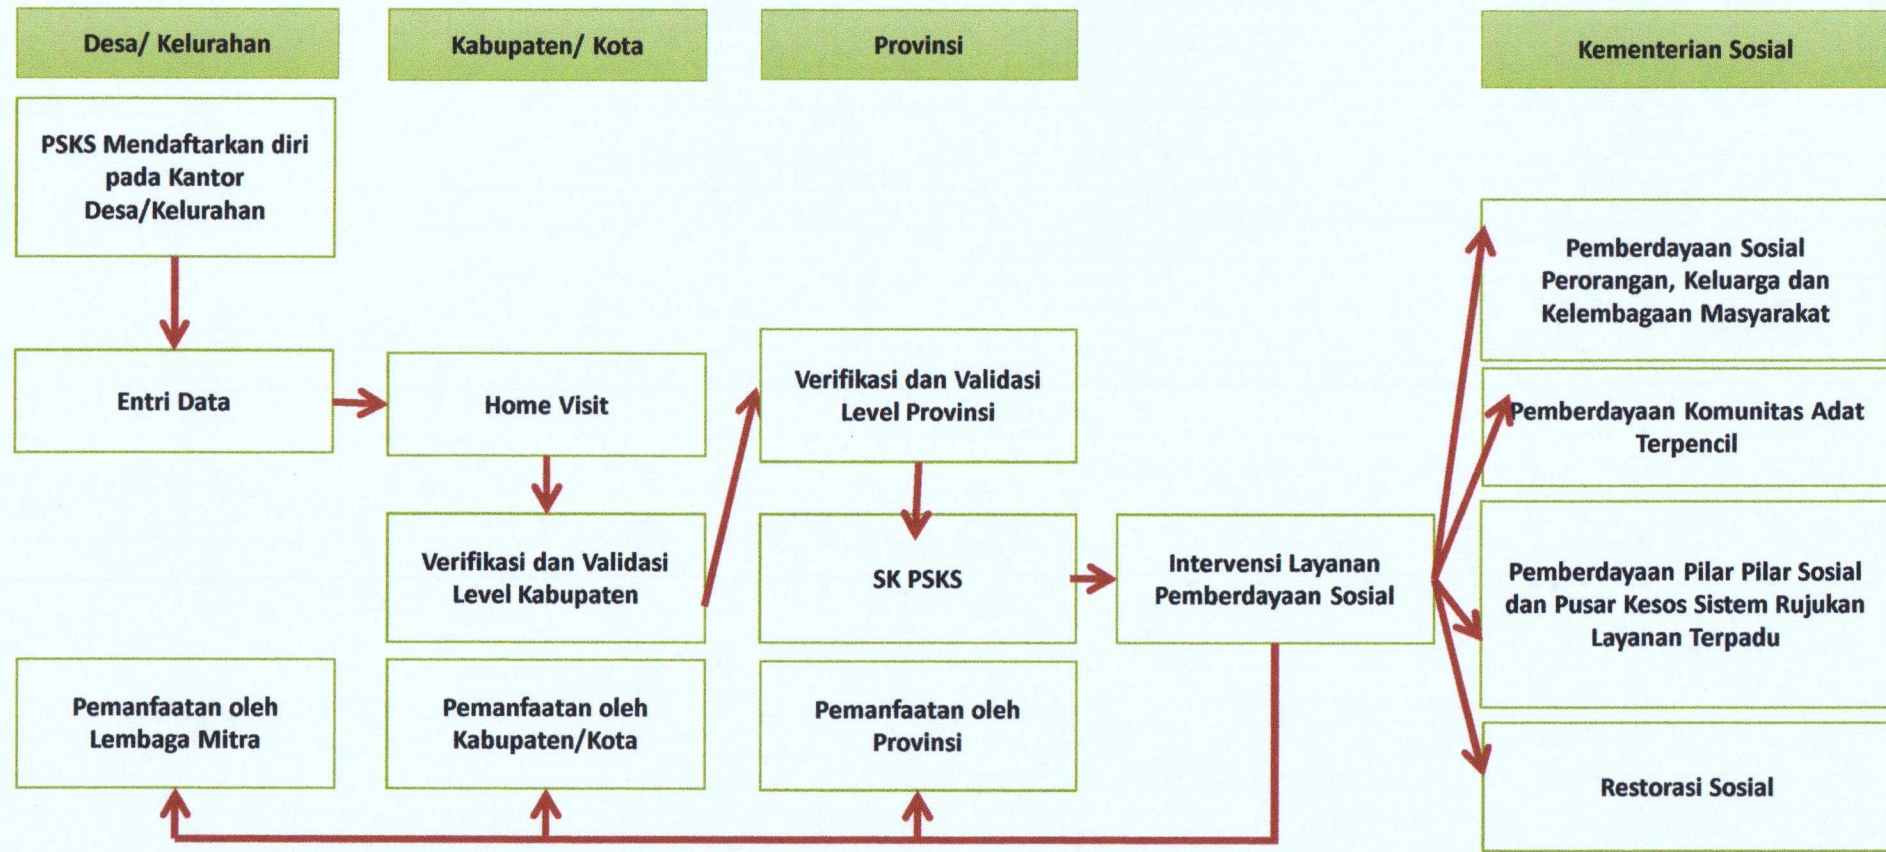 Desa/ Kelurahan
Kabupaten/ Kota
Provinsi
Kementerian Sosial
PSKS Mendaftarkan diri
pada Kantor
Desa/Kelurahan
Entri Data
Home Visit
Verifikasi dan Validasi
Level Kabupaten
Verifikasi dan Validasi
Level Provinsi
SK PSKS
Intervensi Layanan
Pemberdayaan Sosial
Pemberdayaan Sosial
Perorangan, Keluarga dan
Kelembagaan Masyarakat
Pemberdayaan Komunitas Adat
Terpencil
Pemberdayaan Pilar Pilar Sosial
dan Pusar Kesos Sistem Rujukan
Layanan Terpadu
Restorasi Sosial
Pemanfaatan oleh
Lembaga Mitra
Pemanfaatan oleh
Kabupaten/Kota
Pemanfaatan oleh
Provinsi